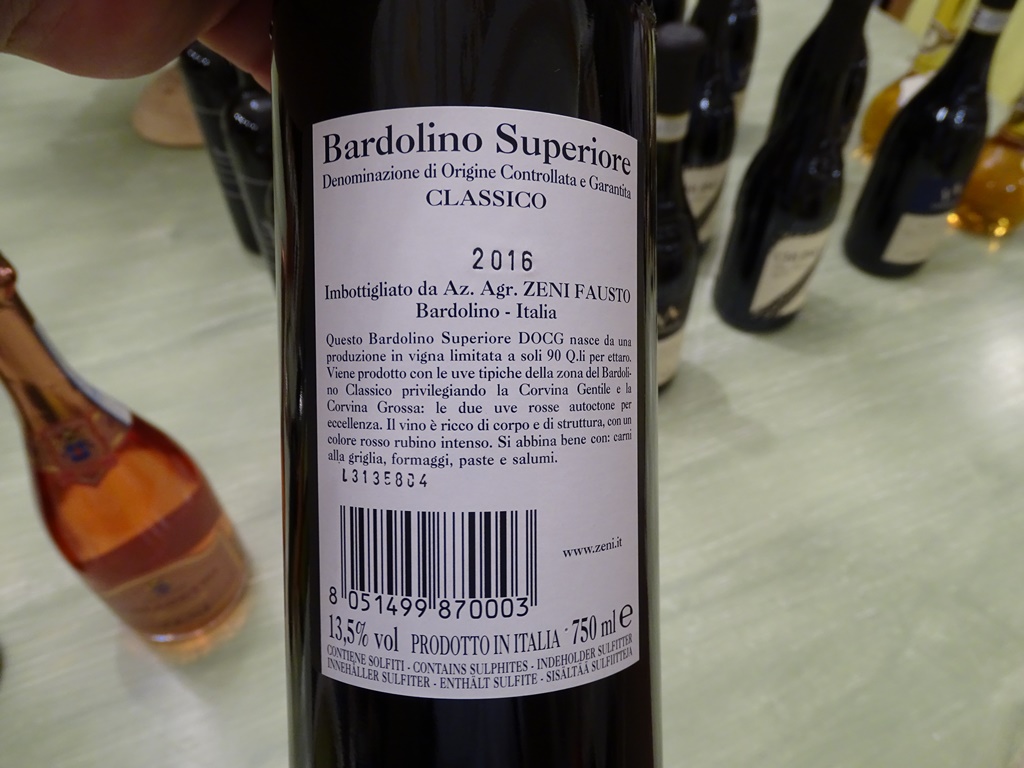 Bardolino Superiore
Denominazione di Origine Controllata e Garantita
CLASSICO
2016
Imbottigliato da Az. Agr. ZENI FAUSTO
Bardolino - Italia
Questo Bardolino Superiore DOCG nasce da una
produzione in vigna limitata a soli 90 Q.li per ettaro.
Viene prodotto con le uve tipiche della zona del Bardoli-
no Classico privilegiando la Corvina Gentile e la
Corvina Grossa: le due uve rosse autoctone per
eccellenza. Il vino è ricco di corpo e di struttura, con un
colore rosso rubino intenso. Si abbina bene con: carni
alla griglia, formaggi, paste e salumi.
L3135804
www.zeni.it
8 051499 870003
13,5% vol PRODOTTO IN ITALIA - 750 ml e
CONTIENE SOLFITI - CONTAINS SULPHITES - INDEHOLDER SULFITTER
INNEHÅLLER SULFITER - ENTHÄLT SULFITE - SISÄLTÄÄ SULFIITTEJA